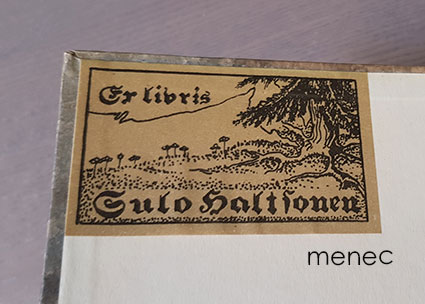 Ex libris
Sulo Haltſonen
menec